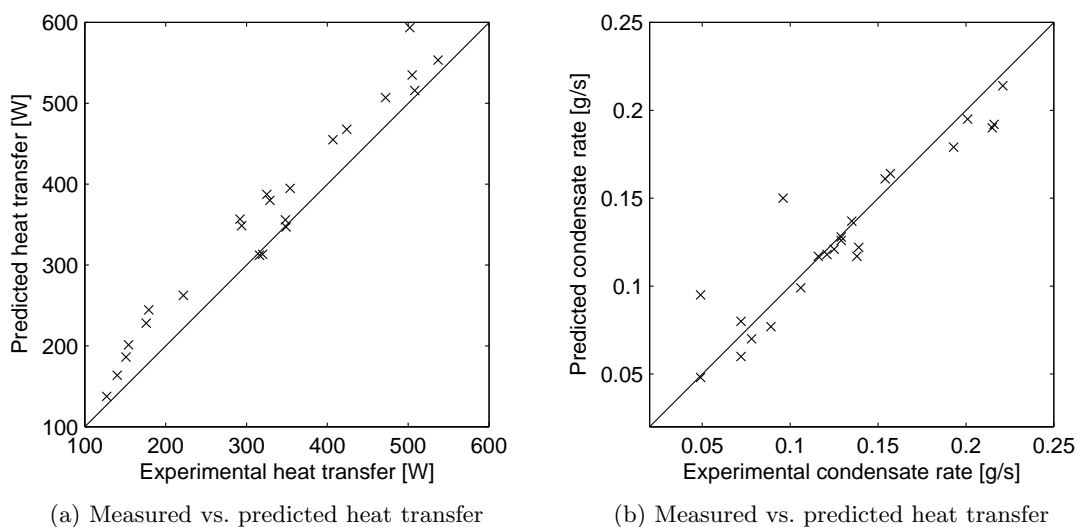 600
500
400
300
200
100
100 200 300 400 500 600
Predicted heat transfer [W]
Experimental heat transfer [W]
(a) Measured vs. predicted heat transfer
0.25
0.2
0.15
0.1
0.05
0.05 0.1 0.15 0.2 0.25
Predicted condensate rate [g/s]
Experimental condensate rate [g/s]
(b) Measured vs. predicted heat transfer